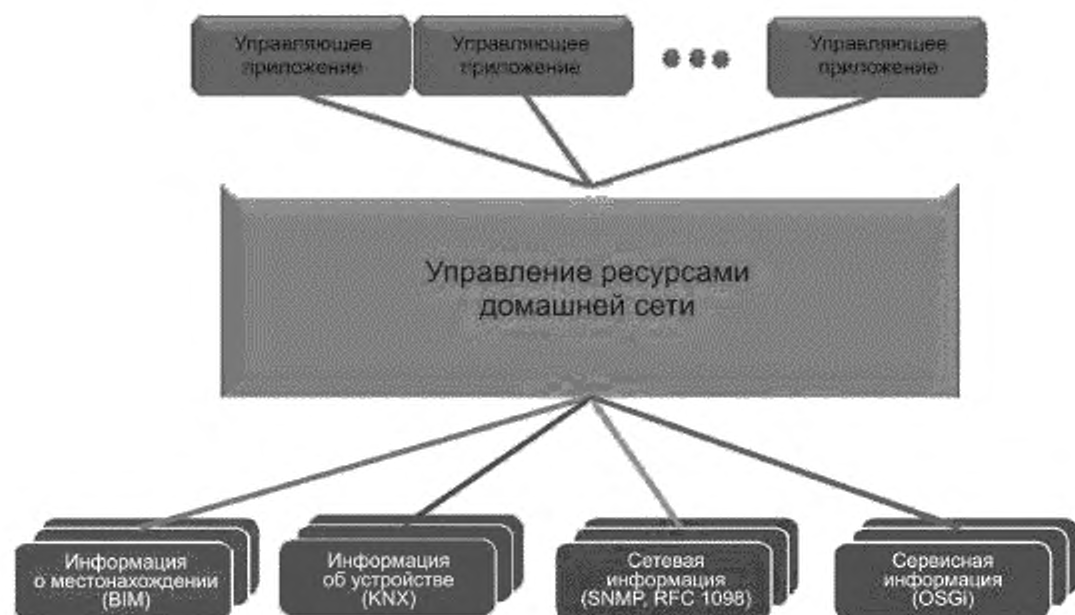 Управляющее
приложение
Управляющее
приложение
Управляющее
приложение
Управление ресурсами
домашней сети
Информация
о местонахождении
(BIM)
Информация
об устройстве
(KNX)
Сетевая
информация
(SNMP, RFC 1098)
Сервисная
информация
(OSGi)